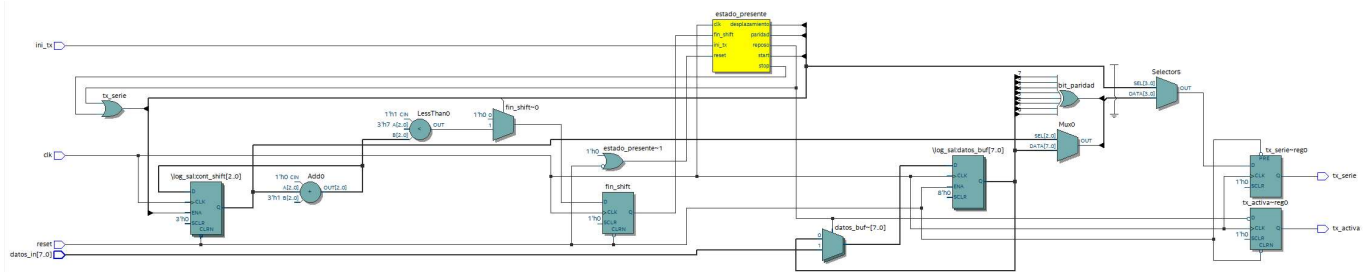 estado_presente
clk desplazamiento
fin_shift paridad
ini_tx reposo
reset start
stop
ini_tx
tx_serie
fin_shift~0
1'h0 0
1
LessThan0
1'h1 CIN
3'h7 A[2..0]
B[2..0]
OUT
bit_paridad
7
Selector5
SEL[3..0]
DATA[3..0]
OUT
Mux0
SEL[2..0]
DATA[7..0]
OUT
clk
estado_presente~1
1'h0
\log_sal:cont_shift[2..0]
D
CLK
ENA
3'h0 SCLR
CLRN
Q
Add0
1'h0 CIN
A[2..0]
3'h1 B[2..0]
OUT[2..0]
fin_shift
D
CLK
1'h0 SCLR
CLRN
Q
\log_sal:datos_buf[7..0]
D
CLK
ENA
8'h0 SCLR
Q
tx_serie~reg0
PRE
D
CLK
1'h0 SCLR
Q
tx_serie
tx_activa~reg0
D
CLK
1'h0 SCLR
CLRN
Q
tx_activa
reset
datos_in[7..0]
datos_buf~[7..0]
0
1